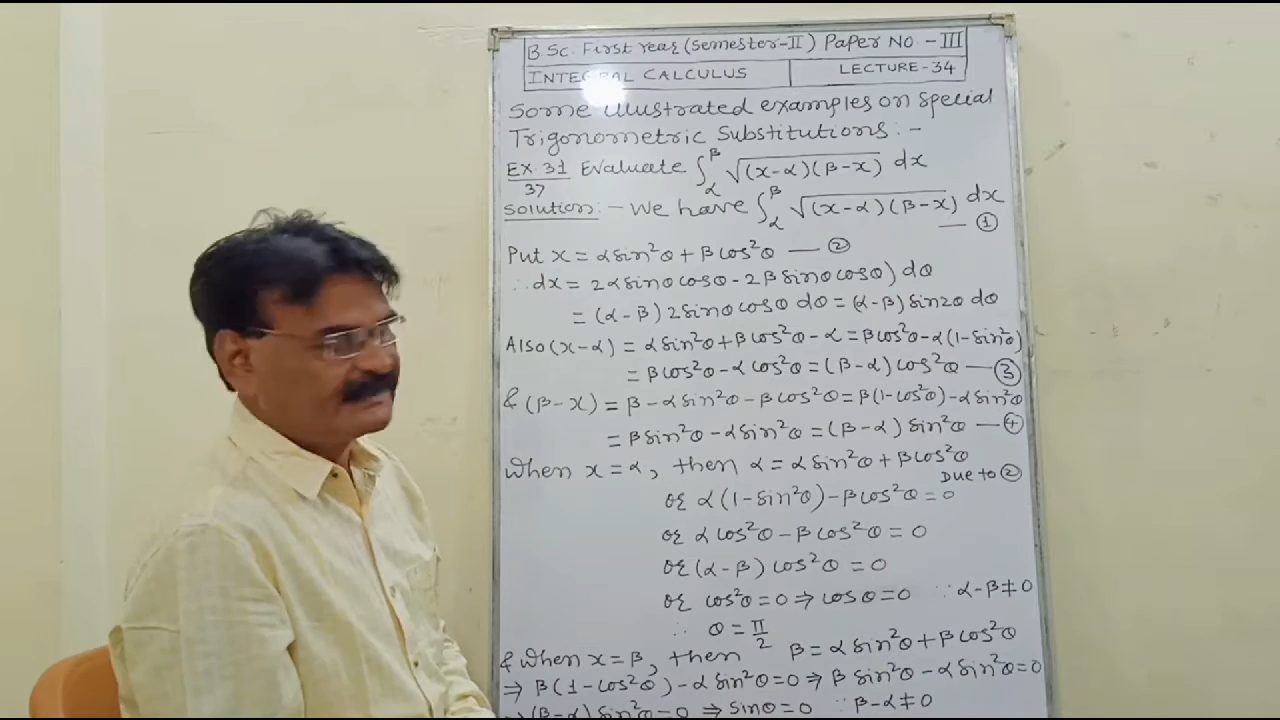 B Sc. First Year (Semester-II) Paper No. - III
INTEGRAL CALCULUS LECTURE-34
Some illustrated examples on Special
Trigonometric Substitutions:-
Ex. 31/37 Evaluate ∫_α^β √(x-α)(β-x) dx
Solution:- We have ∫_α^β √(x-α)(β-x) dx — ①
Put x = α sin²θ + β cos²θ — ②
∴ dx = 2α sinθ cosθ - 2β sinθ cosθ) dθ
= (α-β) 2 sinθ cosθ dθ = (α-β) sin2θ dθ
Also (x-α) = α sin²θ + β cos²θ - α = β cos²θ - α(1-sin²θ)
= β cos²θ - α cos²θ = (β-α) cos²θ — ③
& (β-x) = β - α sin²θ - β cos²θ = β(1-cos²θ) - α sin²θ
= β sin²θ - α sin²θ = (β-α) sin²θ — ④
When x = α, then α = α sin²θ + β cos²θ
Due to ②
or α(1-sin²θ) - β cos²θ = 0
or α cos²θ - β cos²θ = 0
or (α-β) cos²θ = 0
or cos²θ = 0 ⇒ cosθ = 0 ∵ α-β ≠ 0
∴ θ = π/2
& When x = β, then β = α sin²θ + β cos²θ
⇒ β(1-cos²θ) - α sin²θ = 0 ⇒ β sin²θ - α sin²θ = 0
⇒ (β-α) sin²θ = 0 ⇒ sinθ = 0 ∵ β-α ≠ 0